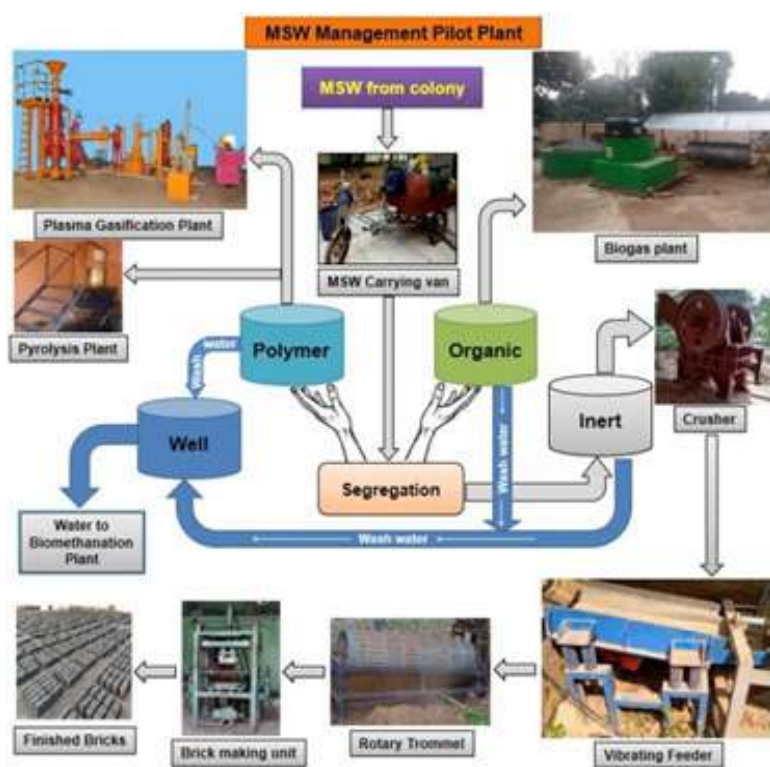 MSW Management Pilot Plant
MSW from colony
Plasma Gasification Plant
Biogas plant
MSW Carrying van
Pyrolysis Plant
Polymer
Organic
Wash water
Inert
Crusher
Well
Wash water
Segregation
Wash water
Water to
Biomethanation
Plant
Finished Bricks
Brick making unit
Rotary Trommet
Vibrating Feeder